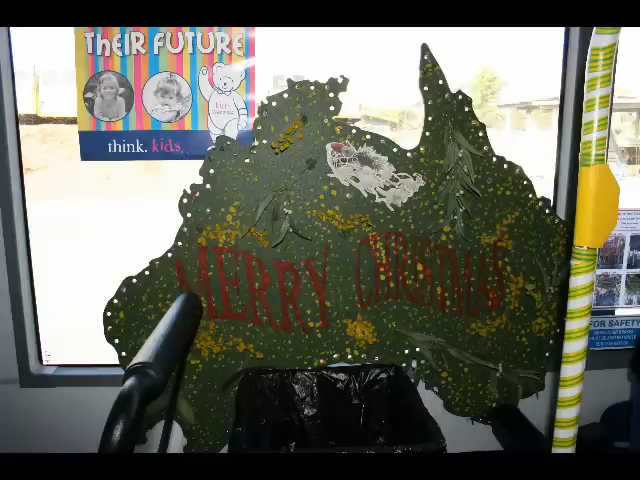 THEIR FUTURE
think. kids.
MERRY CHRISTMAS
FOR SAFETY